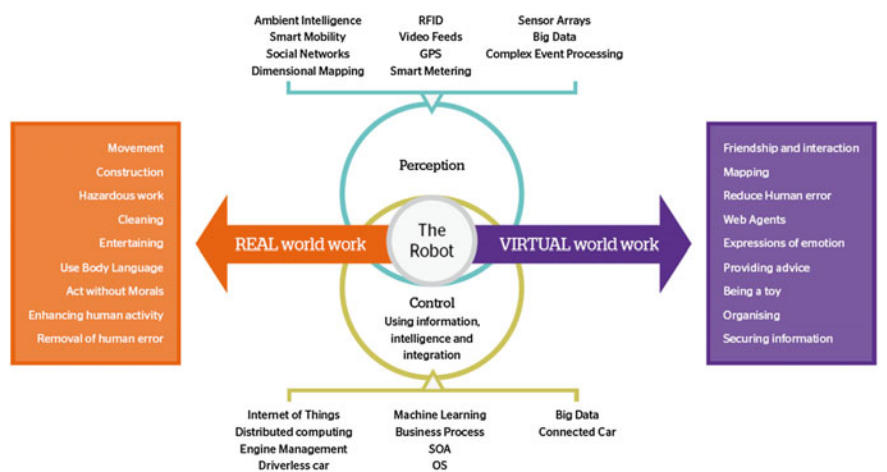 Ambient Intelligence
Smart Mobility
Social Networks
Dimensional Mapping
RFID
Video Feeds
GPS
Smart Metering
Sensor Arrays
Big Data
Complex Event Processing
Perception
Movement
Construction
Hazardous work
Cleaning
Entertaining
Use Body Language
Act without Morals
Enhancing human activity
Removal of human error
REAL world work
The
Robot
VIRTUAL world work
Friendship and interaction
Mapping
Reduce Human error
Web Agents
Expressions of emotion
Providing advice
Being a toy
Organising
Securing information
Control
Using information,
intelligence and
integration
Internet of Things
Distributed computing
Engine Management
Driverless car
Machine Learning
Business Process
SOA
OS
Big Data
Connected Car